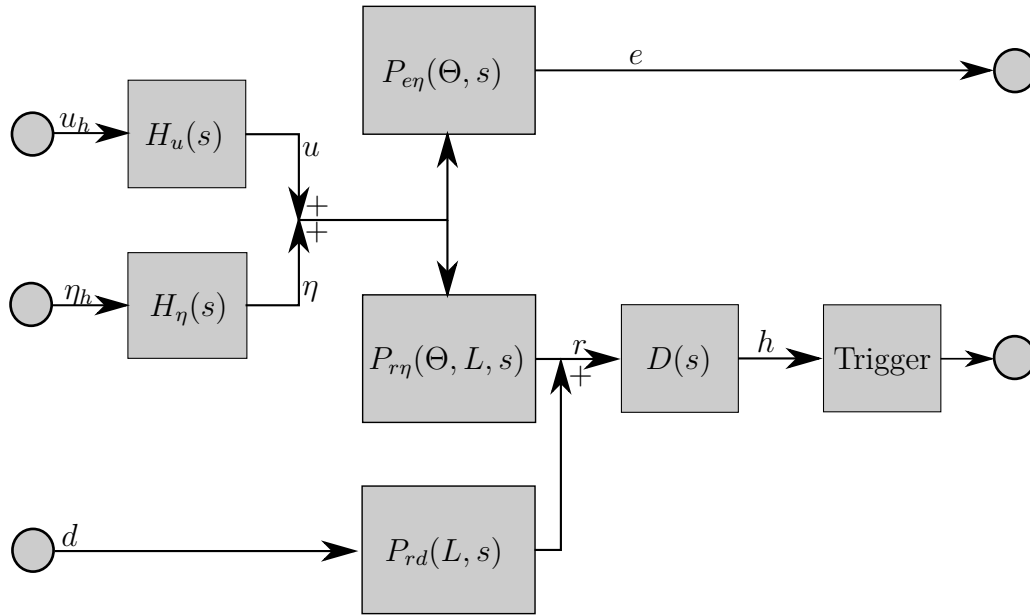 P_{eη}(Θ, s)
e
u_h
H_u(s)
u
+
+
η_h
H_η(s)
η
P_{rη}(Θ, L, s)
r
+
D(s)
h
Trigger
d
P_{rd}(L, s)